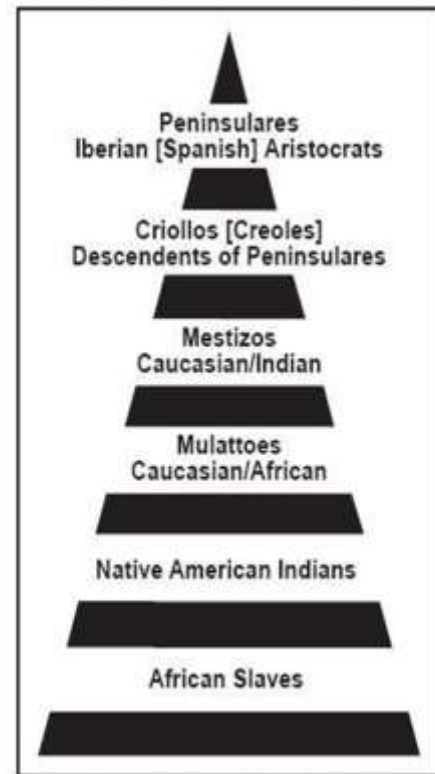 Peninsulares
Iberian [Spanish] Aristocrats
Criollos [Creoles]
Descendents of Peninsulares
Mestizos
Caucasian/Indian
Mulattoes
Caucasian/African
Native American Indians
African Slaves